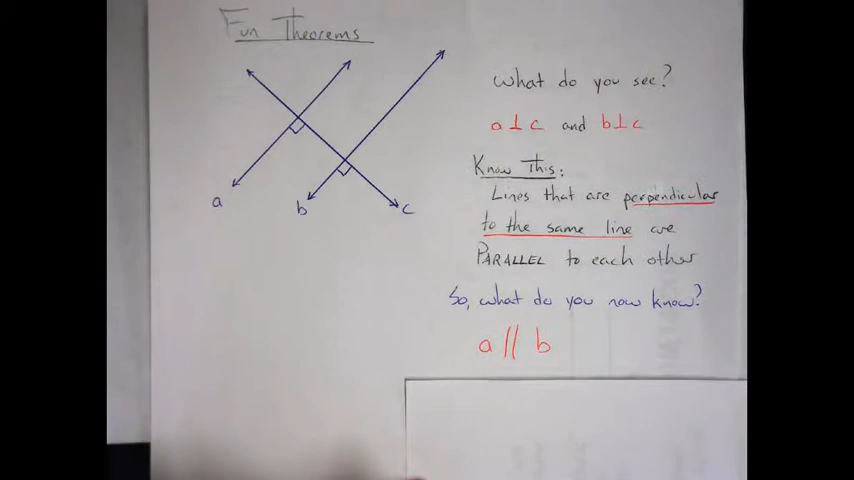 Fun Theorems
What do you see?
a ⊥ c and b ⊥ c
Know This:
Lines that are perpendicular
to the same line are
PARALLEL to each other
So, what do you now know?
a // b
a
b
c